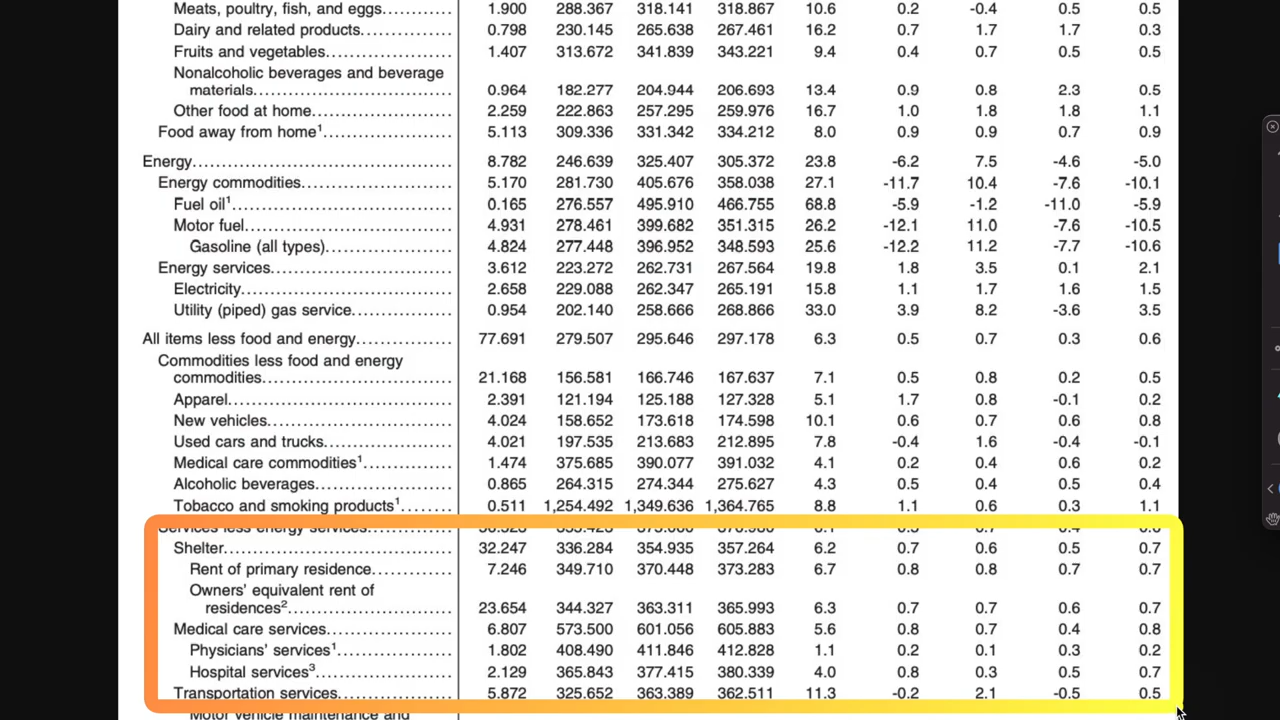 Meats, poultry, fish, and eggs................ 1.900 288.367 318.141 318.867 10.6 0.2 -0.4 0.5 0.5
Dairy and related products.............. 0.798 230.145 265.638 267.461 16.2 0.7 1.7 1.7 0.3
Fruits and vegetables................... 1.407 313.672 341.839 343.221 9.4 0.4 0.7 0.5 0.5
Nonalcoholic beverages and beverage
materials............................... 0.964 182.277 204.944 206.693 13.4 0.9 0.8 2.3 0.5
Other food at home...................... 2.259 222.863 257.295 259.976 16.7 1.0 1.8 1.8 1.1
Food away from home¹.................... 5.113 309.336 331.342 334.212 8.0 0.9 0.9 0.7 0.9
Energy........................................ 8.782 246.639 325.407 305.372 23.8 -6.2 7.5 -4.6 -5.0
Energy commodities....................... 5.170 281.730 405.676 358.038 27.1 -11.7 10.4 -7.6 -10.1
Fuel oil¹................................... 0.165 276.557 495.910 466.755 68.8 -5.9 -1.2 -11.0 -5.9
Motor fuel................................. 4.931 278.461 399.682 351.315 26.2 -12.1 11.0 -7.6 -10.5
Gasoline (all types)................... 4.824 277.448 396.952 348.593 25.6 -12.2 11.2 -7.7 -10.6
Energy services............................ 3.612 223.272 262.731 267.564 19.8 1.8 3.5 0.1 2.1
Electricity................................. 2.658 229.088 262.347 265.191 15.8 1.1 1.7 1.6 1.5
Utility (piped) gas service............... 0.954 202.140 258.666 268.866 33.0 3.9 8.2 -3.6 3.5
All items less food and energy............... 77.691 279.507 295.646 297.178 6.3 0.5 0.7 0.3 0.6
Commodities less food and energy
commodities.............................. 21.168 156.581 166.746 167.637 7.1 0.5 0.8 0.2 0.5
Apparel.................................... 2.391 121.194 125.188 127.328 5.1 1.7 0.8 -0.1 0.2
New vehicles............................. 4.024 158.652 173.618 174.598 10.1 0.6 0.7 0.6 0.8
Used cars and trucks.................... 4.021 197.535 213.683 212.895 7.8 -0.4 1.6 -0.4 -0.1
Medical care commodities¹............. 1.474 375.685 390.077 391.032 4.1 0.2 0.4 0.6 0.2
Alcoholic beverages..................... 0.865 264.315 274.344 275.627 4.3 0.5 0.4 0.5 0.4
Tobacco and smoking products¹........ 0.511 1,254.492 1,349.636 1,364.765 8.8 1.1 0.6 0.3 1.1
Services less energy services
Shelter.................................... 32.247 336.284 354.935 357.264 6.2 0.7 0.6 0.5 0.7
Rent of primary residence............ 7.246 349.710 370.448 373.283 6.7 0.8 0.8 0.7 0.7
Owners' equivalent rent of
residences².......................... 23.654 344.327 363.311 365.993 6.3 0.7 0.7 0.6 0.7
Medical care services................... 6.807 573.500 601.056 605.883 5.6 0.8 0.7 0.4 0.8
Physicians' services¹.................. 1.802 408.490 411.846 412.828 1.1 0.2 0.1 0.3 0.2
Hospital services³..................... 2.129 365.843 377.415 380.339 4.0 0.8 0.3 0.5 0.7
Transportation services................. 5.872 325.652 363.389 362.511 11.3 -0.2 2.1 -0.5 0.5
Motor vehicle maintenance and